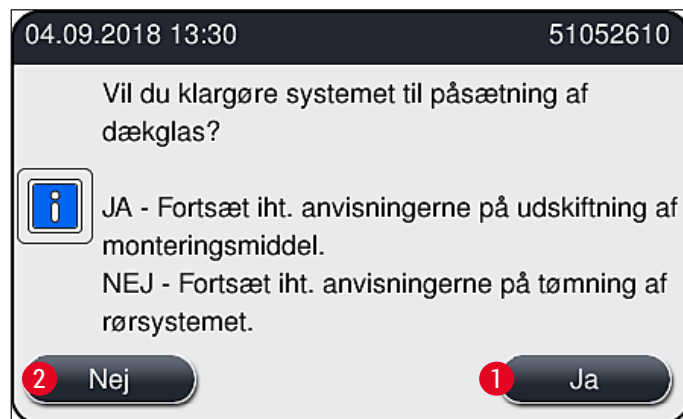 04.09.2018 13:30 51052610
Vil du klargøre systemet til påsætning af
dækglas?
JA - Fortsæt iht. anvisningerne på udskiftning af
monteringsmiddel.
NEJ - Fortsæt iht. anvisningerne på tømning af
rørsystemet.
2 Nej 1 Ja